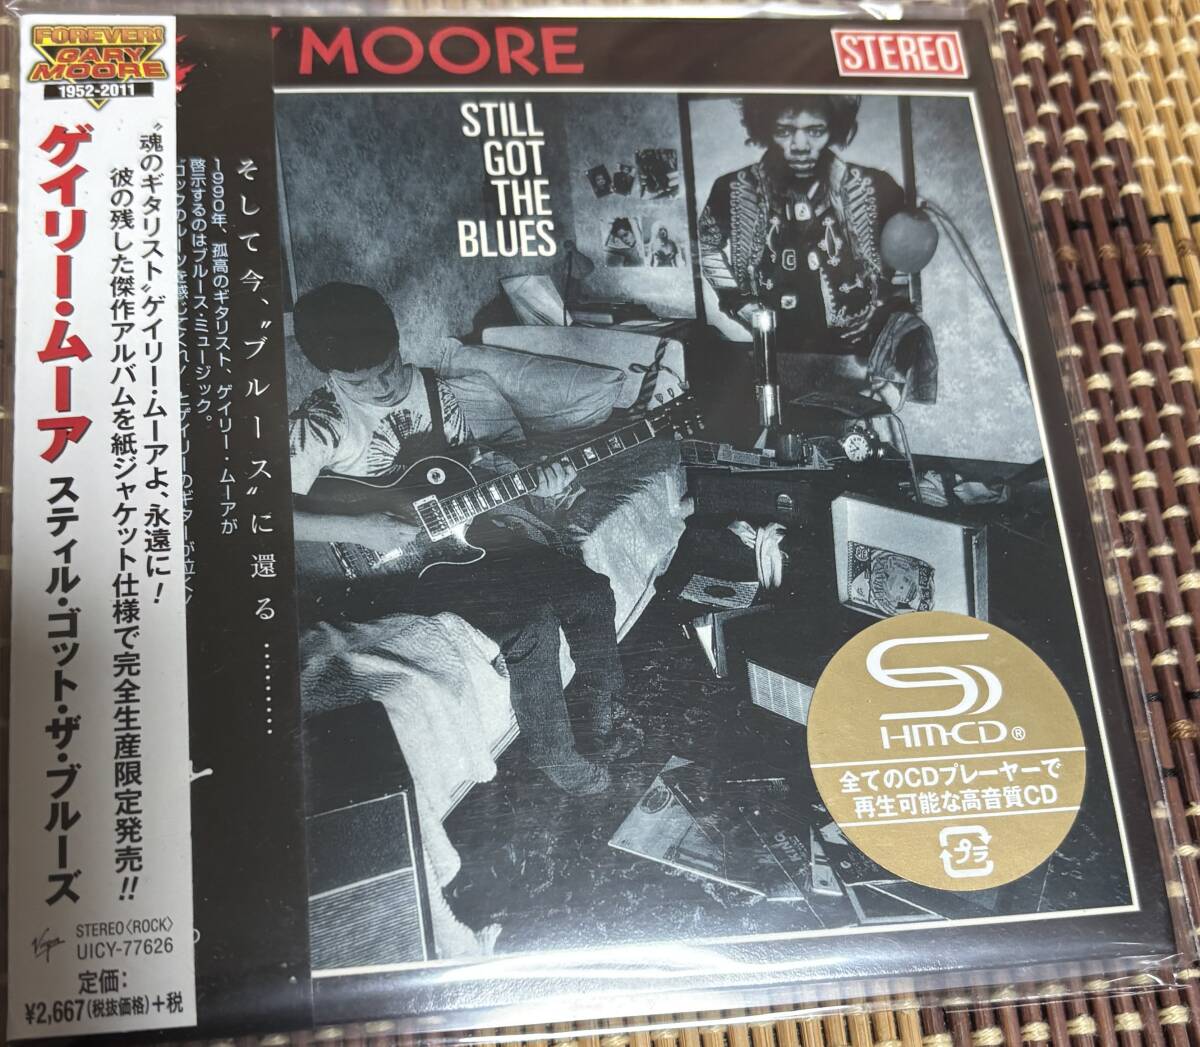 FOREVER!
GARY
MOORE
1952-2011
ゲイリー・ムーア スティル・ゴット・ザ・ブルーズ
“魂のギタリスト”ゲイリー・ムーアよ、永遠に!
彼の残した傑作アルバムを紙ジャケット仕様で完全生産限定発売!!
STEREO〈ROCK〉
UICY-77626
Virgin
定価:
¥2,667(税抜価格)+税
そして今、“ブルース”に還る………
1990年、孤高のギタリスト、ゲイリー・ムーアが
啓示するのはブルース・ミュージック。
Y MOORE
STEREO
STILL
GOT
THE
BLUES
SHM-CD®
全てのCDプレーヤーで
再生可能な高音質CD
プラ
KING